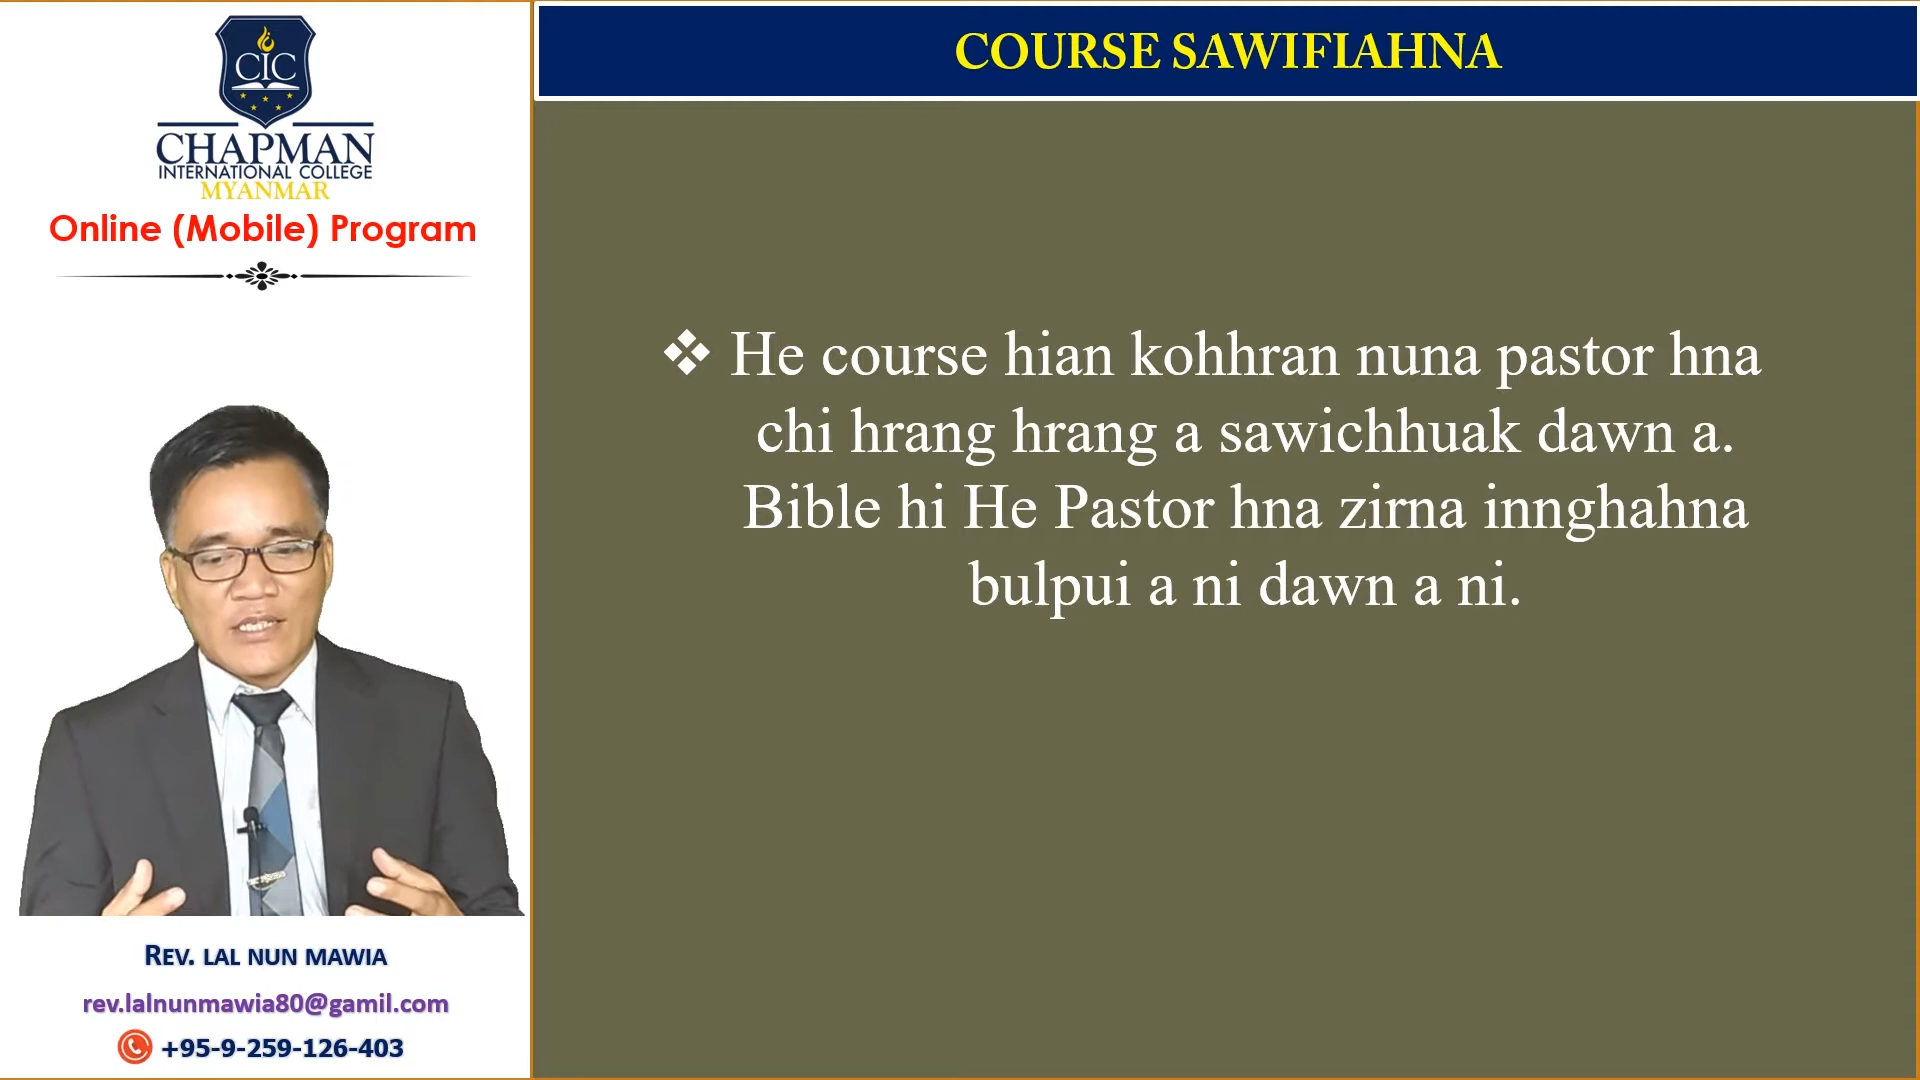 CIC
CHAPMAN
INTERNATIONAL COLLEGE
MYANMAR
Online (Mobile) Program
REV. LAL NUN MAWIA
rev.lalnunmawia80@gamil.com
+95-9-259-126-403
COURSE SAWIFIAHNA
❖ He course hian kohhran nuna pastor hna
chi hrang hrang a sawichhuak dawn a.
Bible hi He Pastor hna zirna innghahna
bulpui a ni dawn a ni.